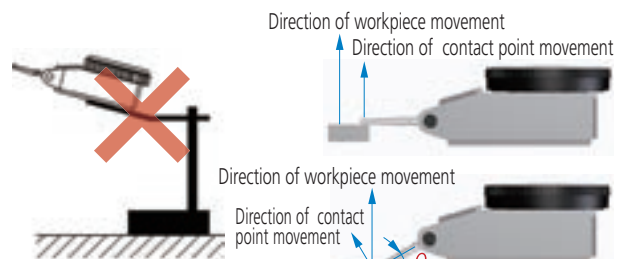 Direction of workpiece movement
Direction of contact point movement
Direction of workpiece movement
Direction of contact
point movement